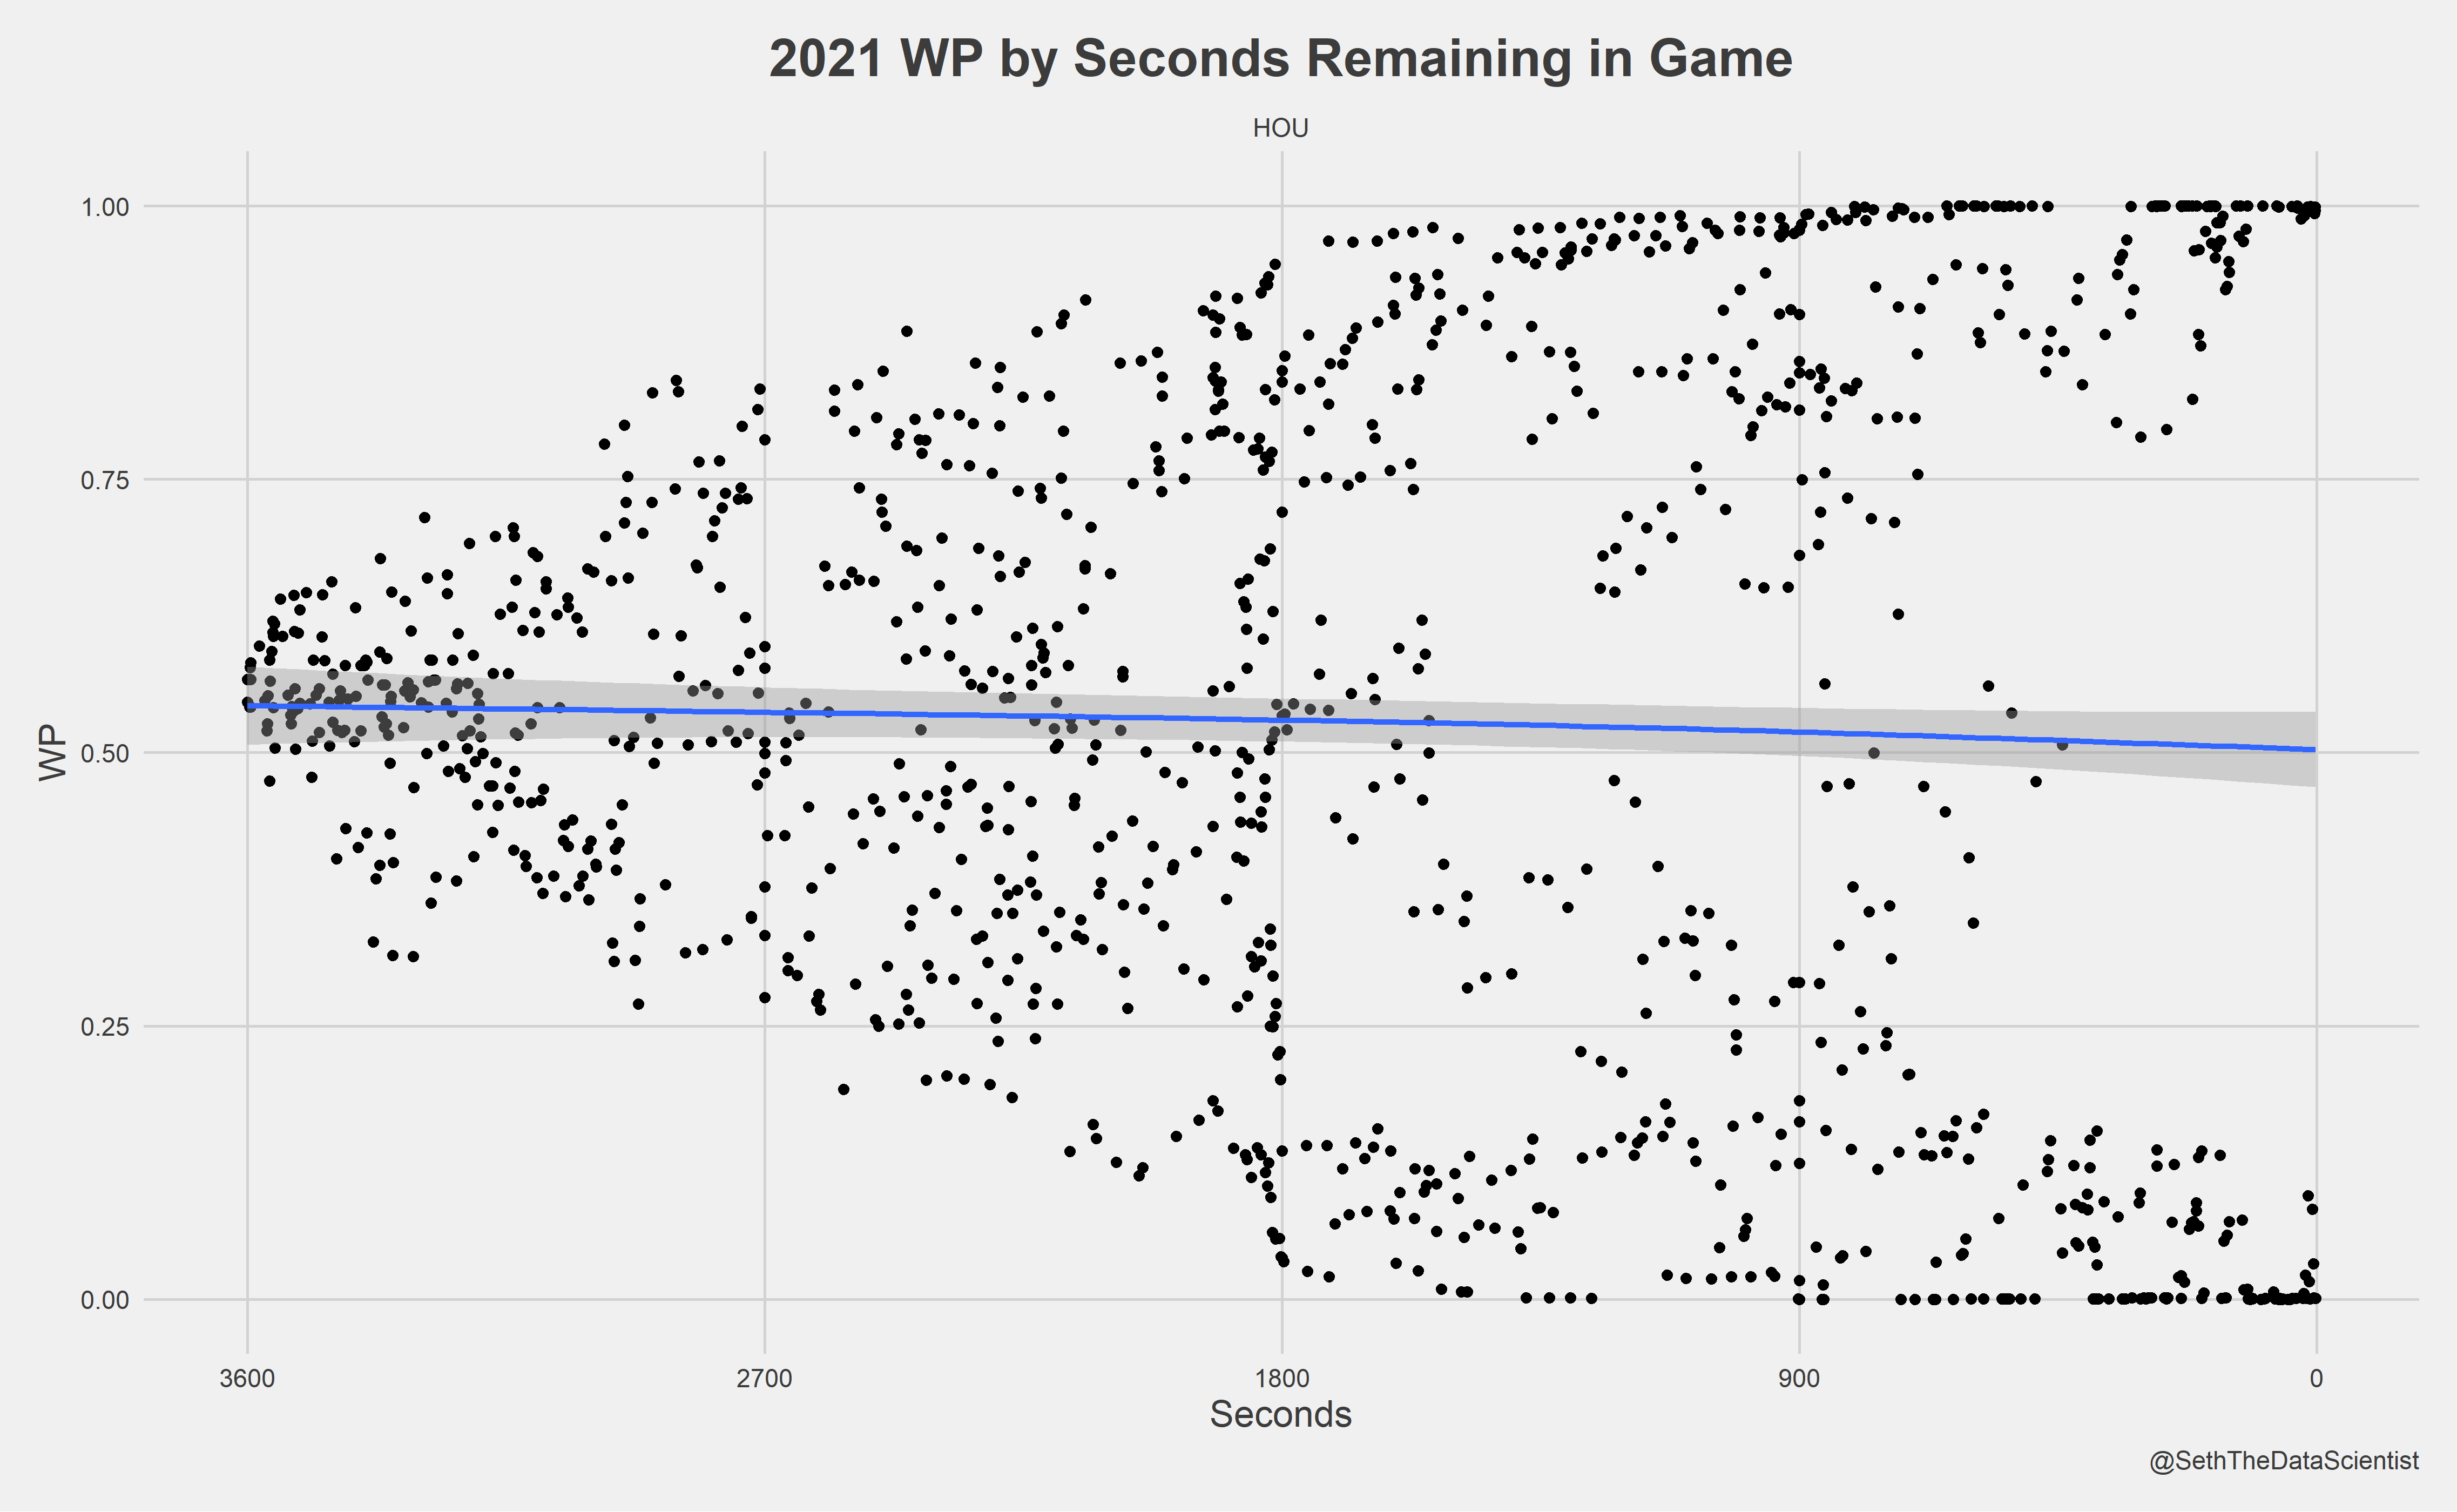 2021 WP by Seconds Remaining in Game
HOU
1.00
0.75
0.50
0.25
0.00
WP
3600 2700 1800 900 0
Seconds
@SethTheDataScientist